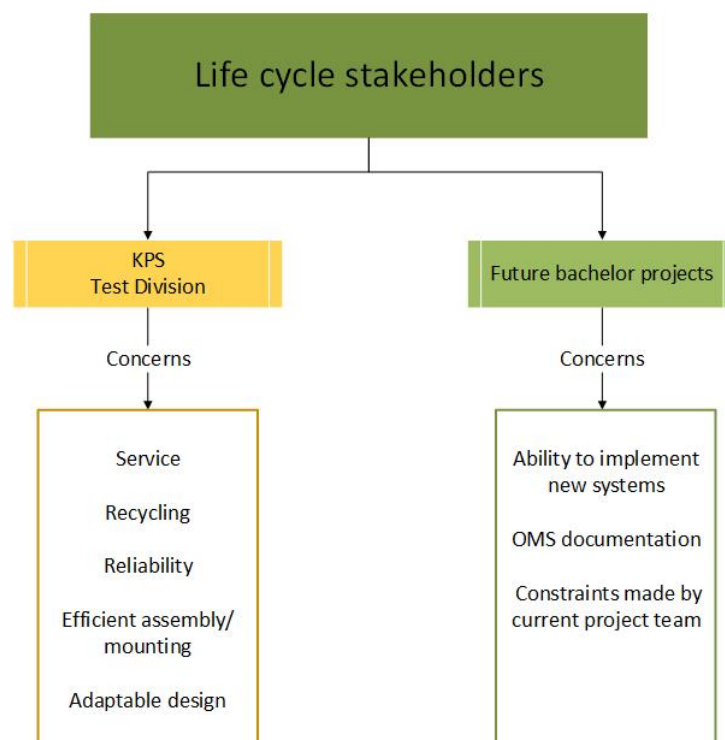 Life cycle stakeholders
KPS
Test Division
Future bachelor projects
Concerns
Concerns
Service
Recycling
Reliability
Efficient assembly/
mounting
Adaptable design
Ability to implement
new systems
OMS documentation
Constraints made by
current project team